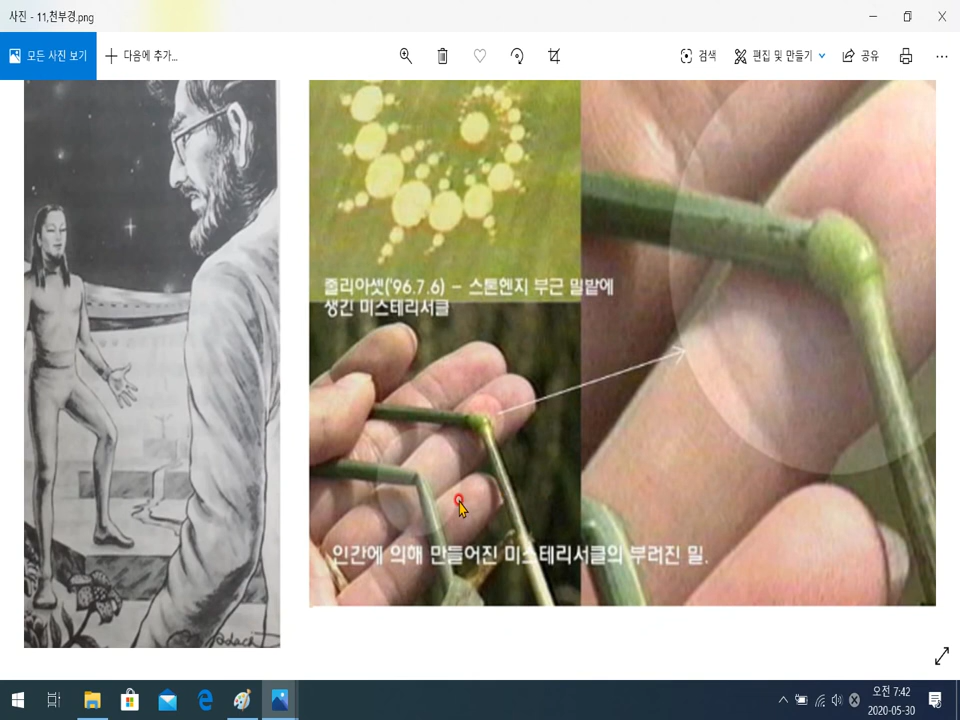 사진 - 11,천부경.png
모든 사진 보기
다음에 추가...
검색
편집 및 만들기
공유
줄리아셋('96.7.6) - 스톤헨지 부근 밀밭에
생긴 미스테리서클
인간에 의해 만들어진 미스테리서클의 부러진 밀.
오전 7:42
2020-05-30